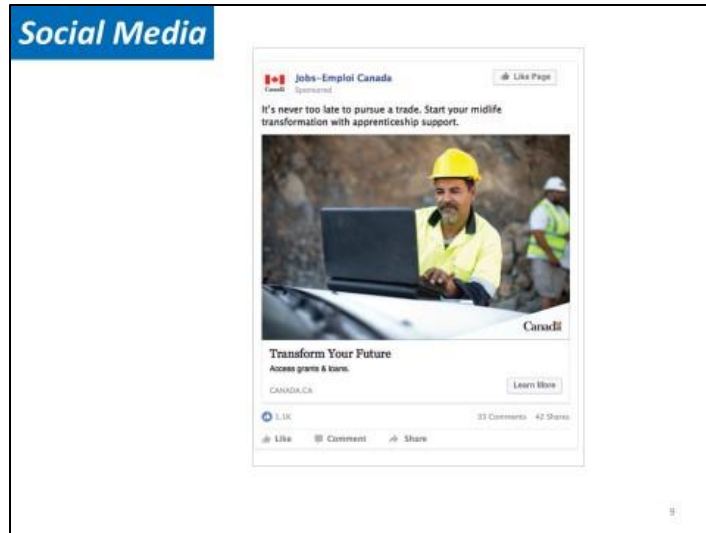 Social Media
Jobs-Emploi Canada
Like Page
Canada
Sponsored
It's never too late to pursue a trade. Start your midlife
transformation with apprenticeship support.
Canada
Transform Your Future
Access grants & loans.
CANADA.CA
Learn More
1.1K
33 Comments 42 Shares
Like Comment Share
9